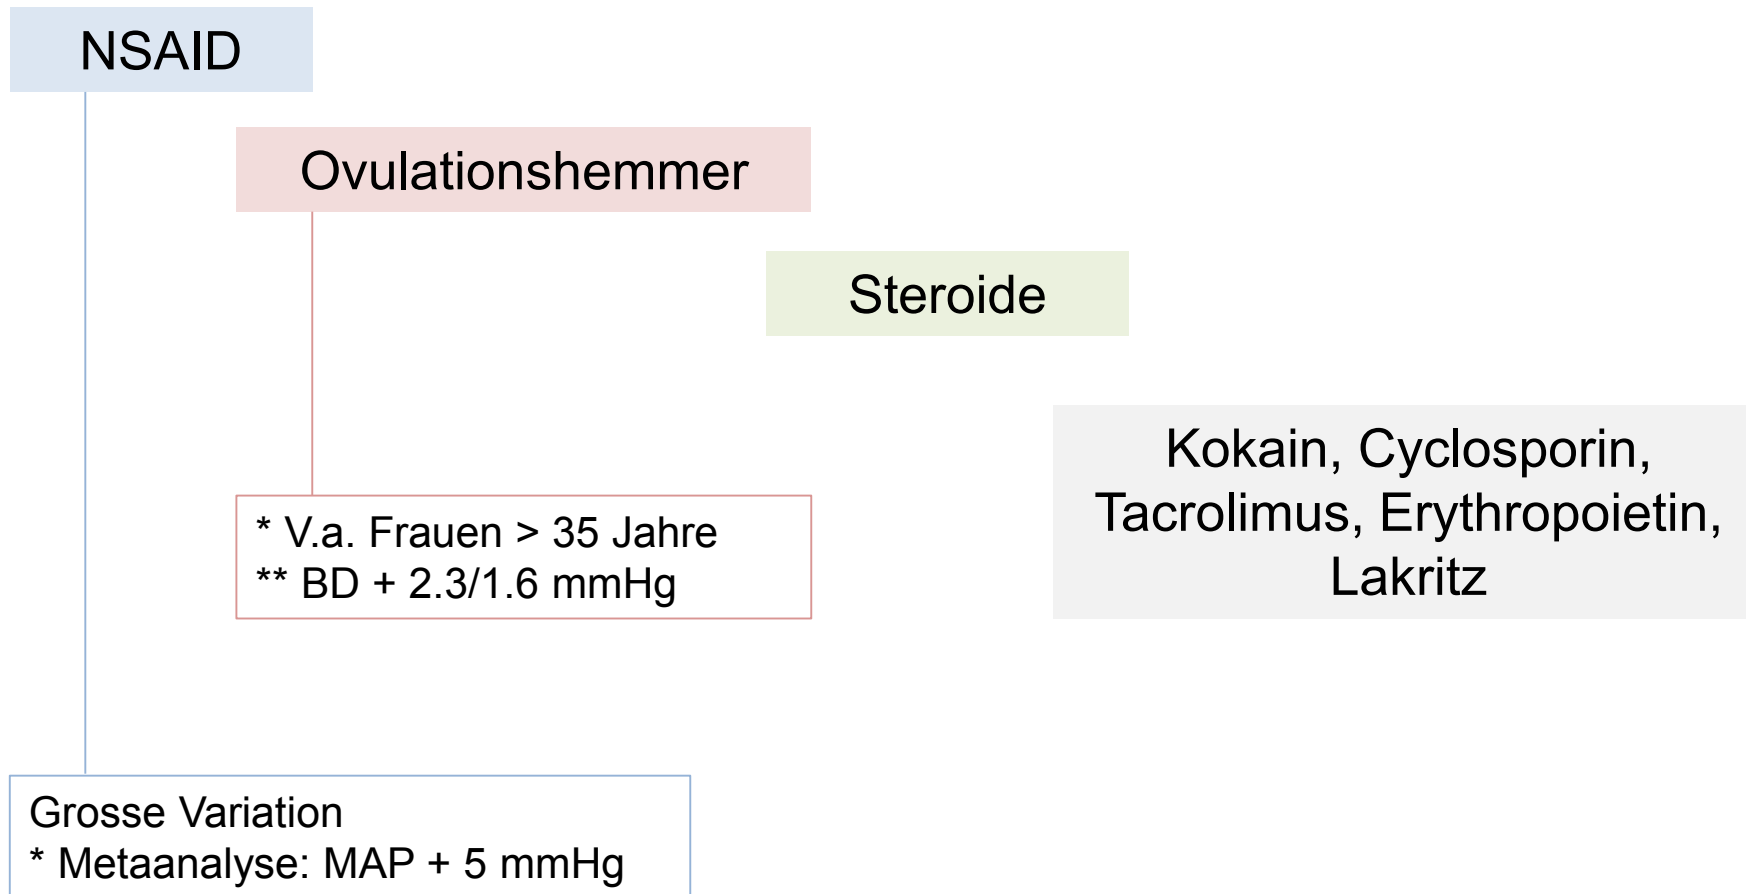 NSAID
Ovulationshemmer
Steroide
Kokain, Cyclosporin,
Tacrolimus, Erythropoietin,
Lakritz
* V.a. Frauen > 35 Jahre
** BD + 2.3/1.6 mmHg
Grosse Variation
* Metaanalyse: MAP + 5 mmHg